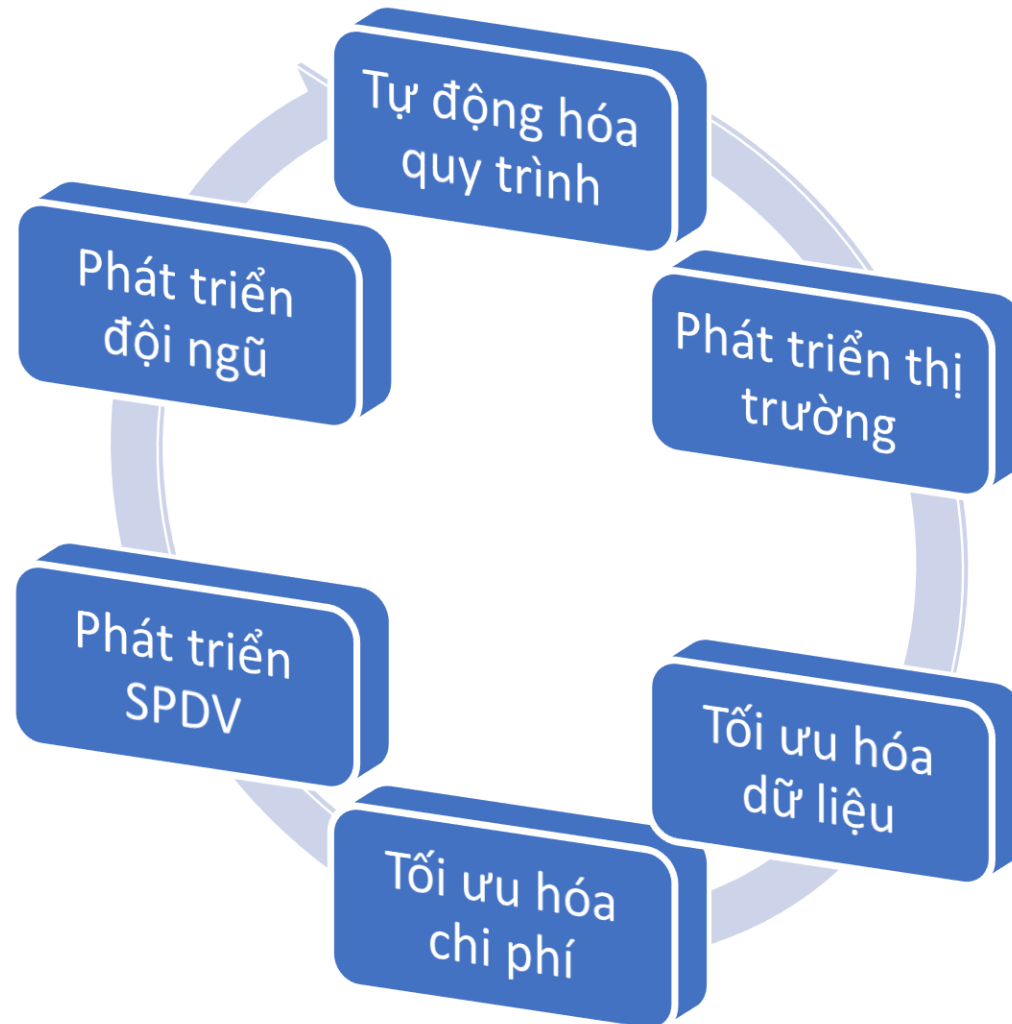 Tự động hóa
quy trình
Phát triển thị
trường
Tối ưu hóa
dữ liệu
Tối ưu hóa
chi phí
Phát triển
SPDV
Phát triển
đội ngũ